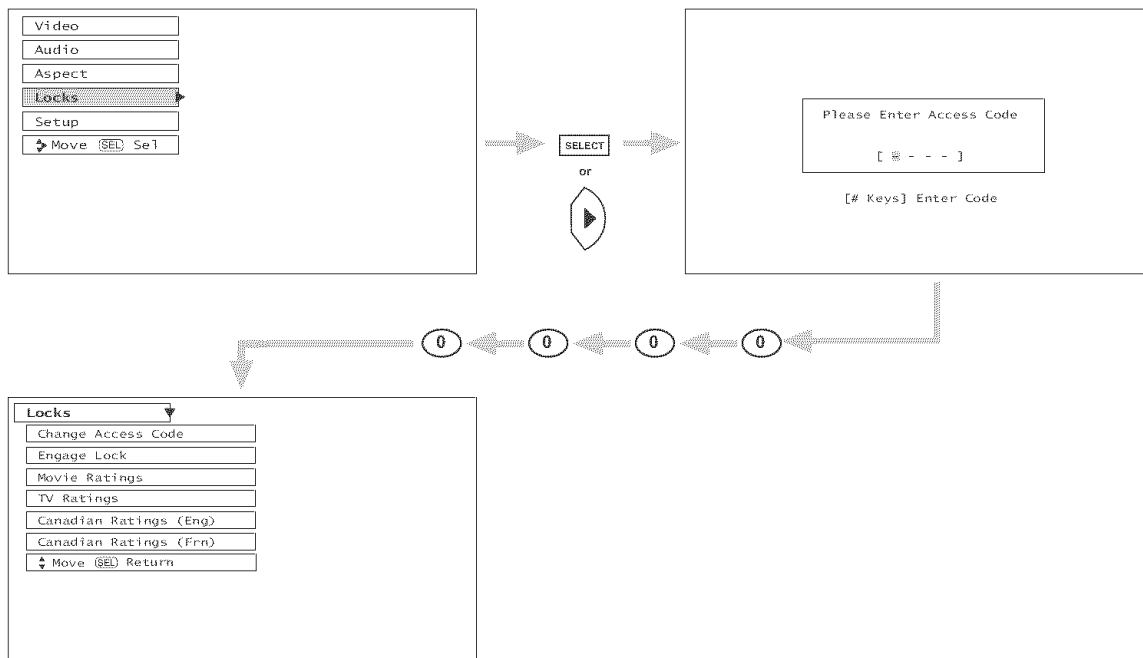 Video
Audio
Aspect
Locks
Setup
Move SEL Sel
SELECT
or
Please Enter Access Code
[ - - - ]
[# Keys] Enter Code
0 0 0 0
Locks
Change Access Code
Engage Lock
Movie Ratings
TV Ratings
Canadian Ratings (Eng)
Canadian Ratings (Frn)
Move SEL Return